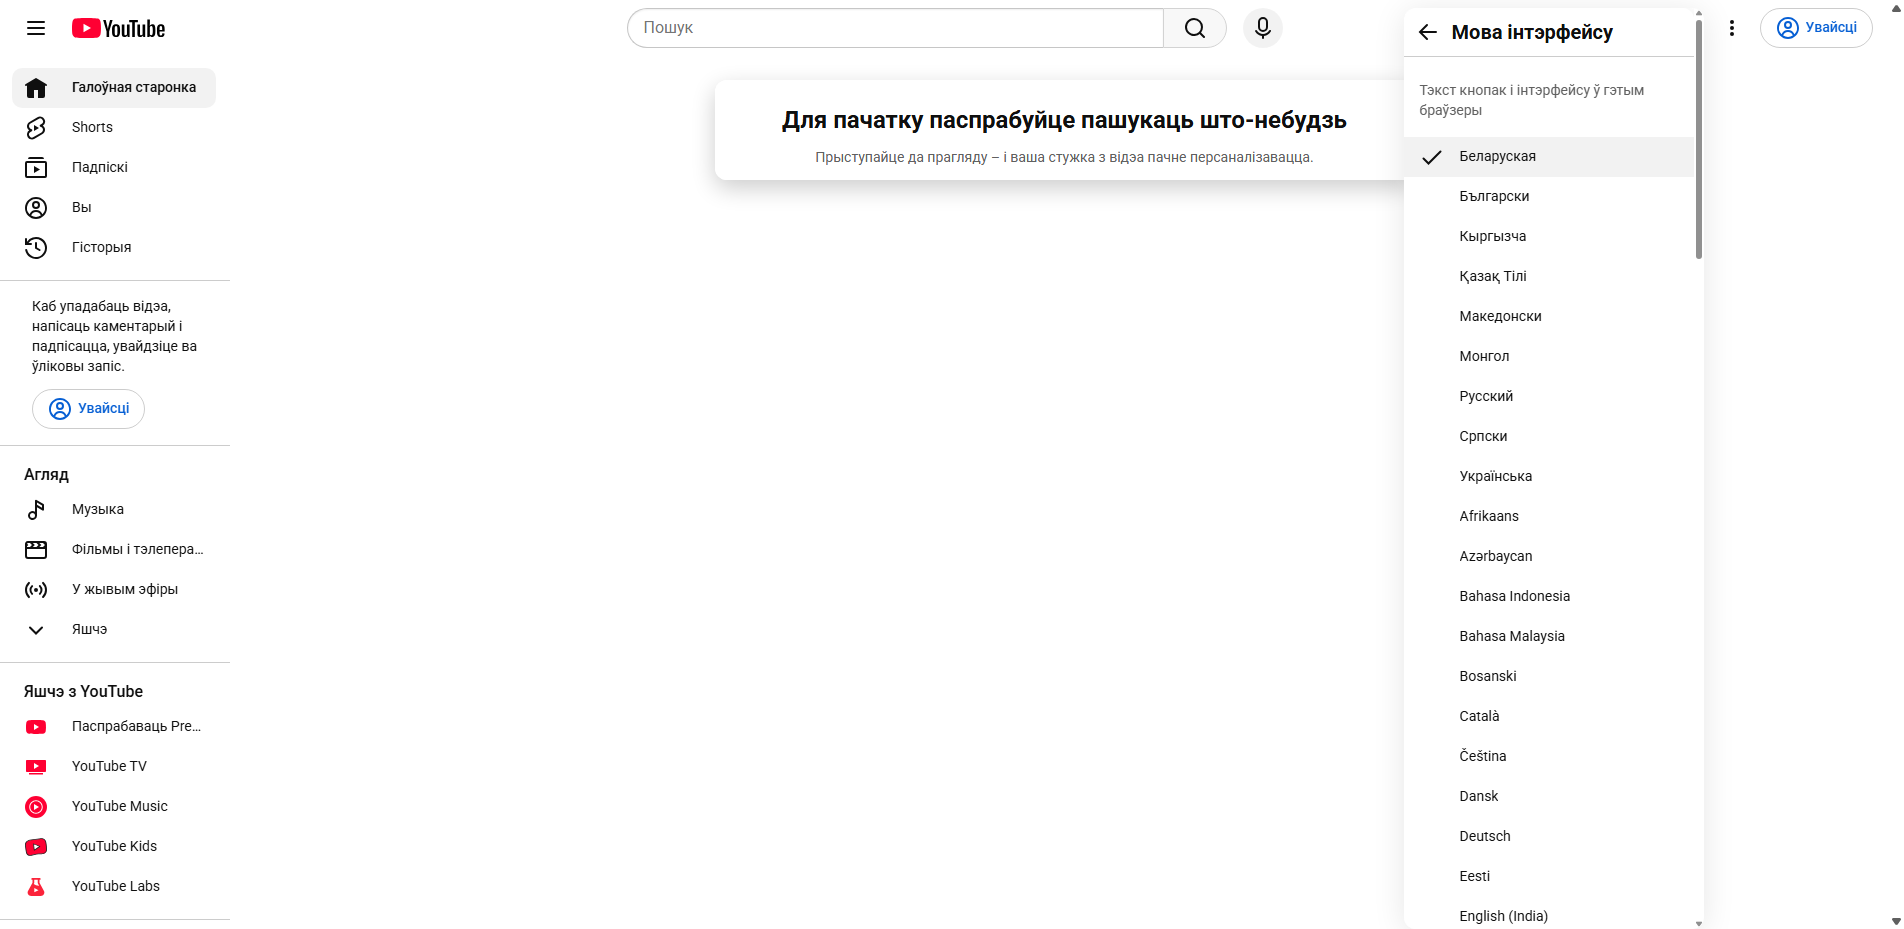 YouTube
Пошук
Увайсці
Галоўная старонка
Shorts
Падпіскі
Вы
Гісторыя
Каб упадабаць відэа,
напісаць каментарый і
падпісацца, увайдзіце ва
ўліковы запіс.
Увайсці
Агляд
Музыка
Фільмы і тэлепера...
У жывым эфіры
Яшчэ
Яшчэ з YouTube
Паспрабаваць Pre...
YouTube TV
YouTube Music
YouTube Kids
YouTube Labs
Для пачатку паспрабуйце пашукаць што-небудзь
Прыступайце да прагляду – і ваша стужка з відэа пачне персаналізавацца.
Мова інтэрфейсу
Тэкст кнопак і інтэрфейсу ў гэтым
браўзеры
Беларуская
Български
Кыргызча
Қазақ Тілі
Македонски
Монгол
Русский
Српски
Українська
Afrikaans
Azərbaycan
Bahasa Indonesia
Bahasa Malaysia
Bosanski
Català
Čeština
Dansk
Deutsch
Eesti
English (India)